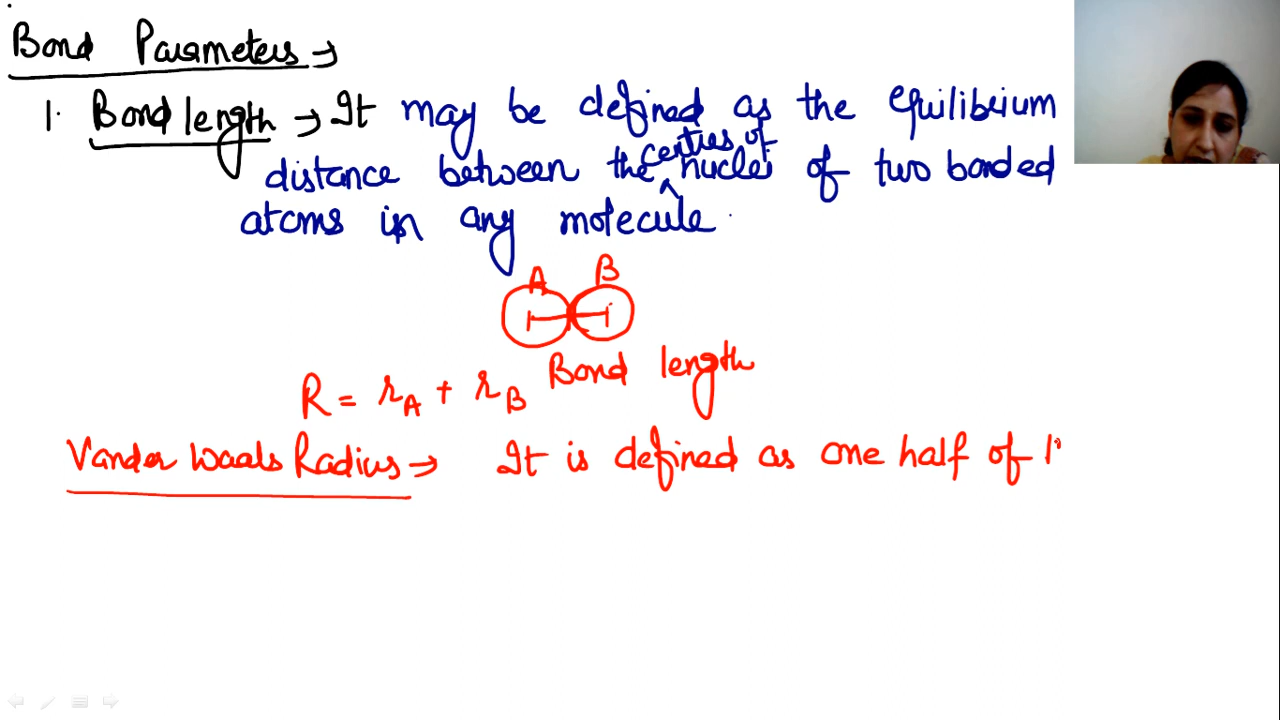 Bond Parameters →
1. Bond length → It may be defined as the equilibrium
distance between the centres of nuclei of two bonded
atoms in any molecule.
A B
Bond length
R = rA + rB
Vander Waals Radius → It is defined as one half of